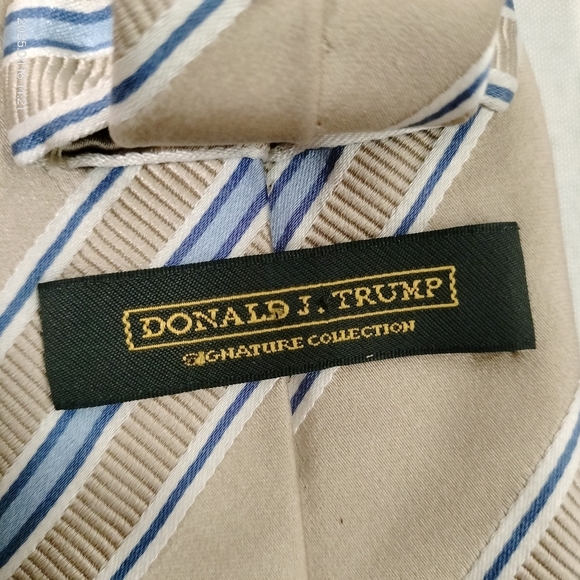 DONALD J. TRUMP
SIGNATURE COLLECTION